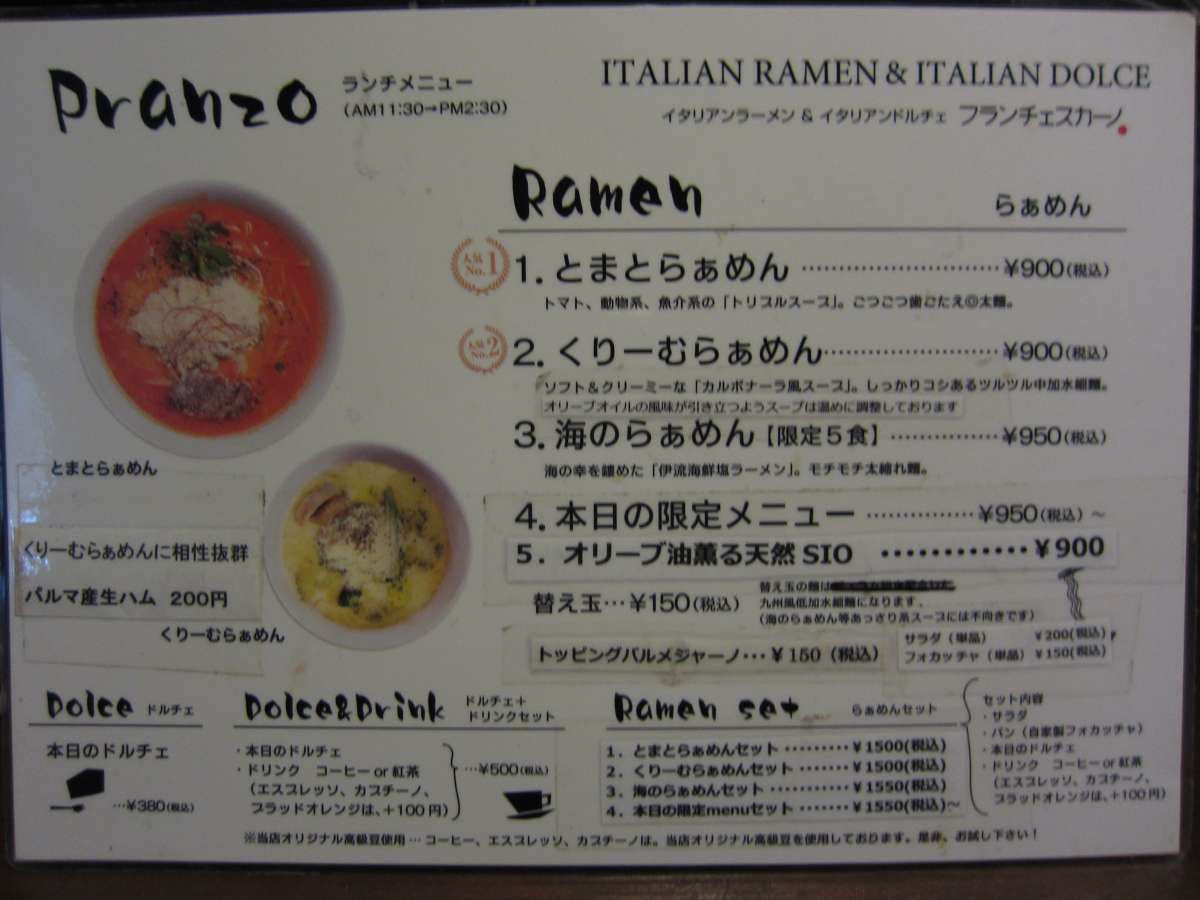 Pranzo
ランチメニュー
(AM11:30→PM2:30)
ITALIAN RAMEN & ITALIAN DOLCE
イタリアンラーメン & イタリアンドルチェ フランチェスカーノ
Ramen らぁめん
人気 No.1
1. とまとらぁめん ……………………… ¥900(税込)
トマト、動物系、魚介系の「トリプルスープ」。ごつごつ歯ごたえ◎太麺。
人気 No.2
2. くりーむらぁめん ……………………… ¥900(税込)
ソフト&クリーミーな「カルボナーラ風スープ」。しっかりコシあるツルツル中加水細麺。
オリーブオイルの風味が引き立つようスープは温めに調整しております
3. 海のらぁめん【限定5食】 …………… ¥950(税込)
海の幸を鏤めた「伊流海鮮塩ラーメン」。モチモチ太縮れ麺。
4. 本日の限定メニュー …………… ¥950(税込) ~
5. オリーブ油薫る天然 SIO ………… ¥900
替え玉…¥150(税込)
替え玉の麺は
九州風低加水細麺になります。
(海のらぁめん等あっさり系スープには不向きです)
トッピングパルメジャーノ…¥150 (税込)
サラダ (単品) ¥200(税込)
フォカッチャ (単品) ¥150(税込)
とまとらぁめん
くりーむらぁめんに相性抜群
パルマ産生ハム 200円
くりーむらぁめん
Dolce ドルチェ
本日のドルチェ
…¥380(税込)
Dolce&Drink ドルチェ+
ドリンクセット
・本日のドルチェ
・ドリンク コーヒー or 紅茶
(エスプレッソ、カプチーノ、
ブラッドオレンジは、+100円)
…¥500(税込)
Ramen set らぁめんセット
1. とまとらぁめんセット ……… ¥1500(税込)
2. くりーむらぁめんセット ……… ¥1500(税込)
3. 海のらぁめんセット ……… ¥1550(税込)
4. 本日の限定menuセット ……… ¥1550(税込)~
セット内容
・サラダ
・パン (自家製フォカッチャ)
・本日のドルチェ
・ドリンク コーヒー or 紅茶
(エスプレッソ、カプチーノ、
ブラッドオレンジは、+100円)
※当店オリジナル高級豆使用 … コーヒー、エスプレッソ、カプチーノは。当店オリジナル高級豆を使用しております。是非、お試し下さい!